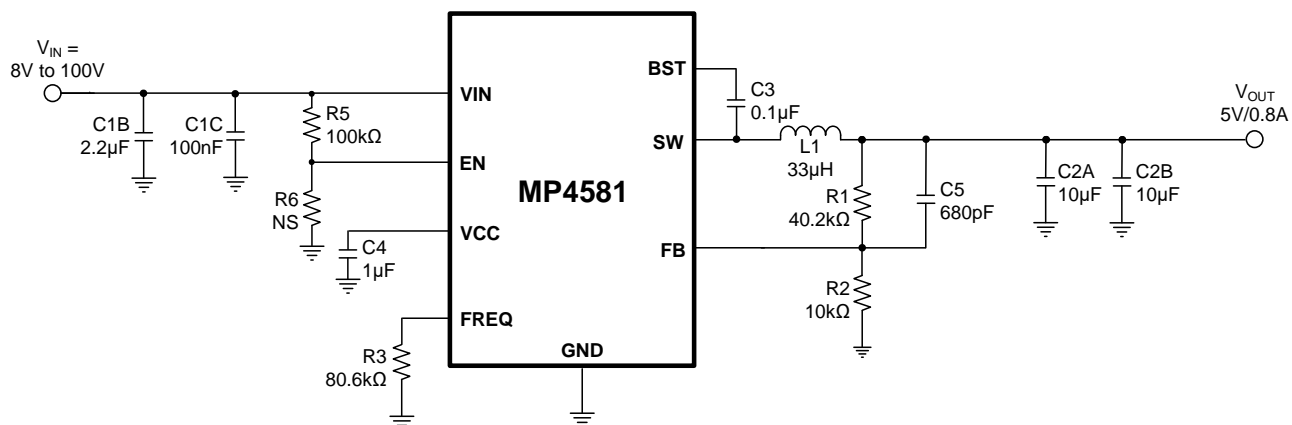 V_IN =
8V to 100V
C1B
2.2µF
C1C
100nF
R5
100kΩ
R6
NS
C4
1µF
R3
80.6kΩ
VIN
EN
VCC
FREQ
MP4581
GND
BST
SW
FB
C3
0.1µF
L1
33µH
R1
40.2kΩ
C5
680pF
R2
10kΩ
C2A
10µF
C2B
10µF
V_OUT
5V/0.8A